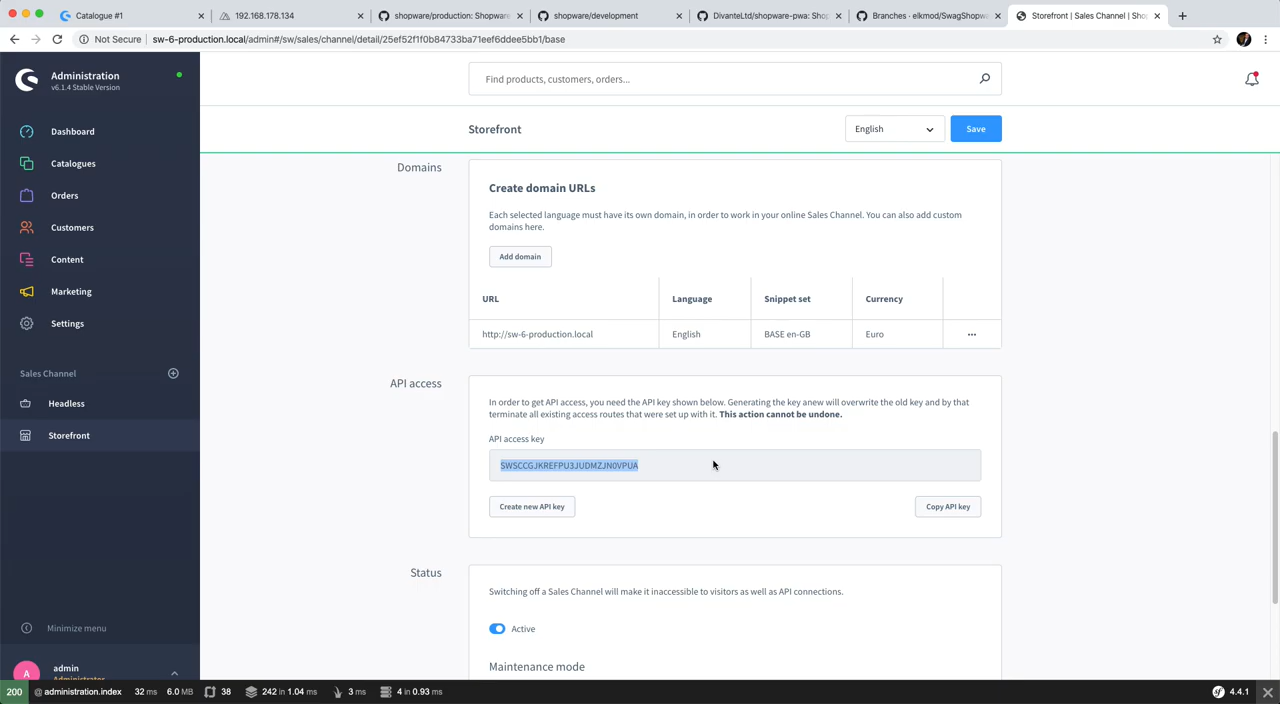 Catalogue #1
192.168.178.134
shopware/production: Shopware
shopware/development
DivanteLtd/shopware-pwa: Shop
Branches · elkmod/SwagShopw
Storefront | Sales Channel | Sho
Not Secure
sw-6-production.local/admin#/sw/sales/channel/detail/25ef52f1f0b84733ba71eef6ddee5bb1/base
Administration
v6.1.4 Stable Version
Find products, customers, orders...
Storefront
English
Save
Dashboard
Catalogues
Orders
Customers
Content
Marketing
Settings
Sales Channel
Headless
Storefront
Minimize menu
A
admin
Administrator
Domains
Create domain URLs
Each selected language must have its own domain, in order to work in your online Sales Channel. You can also add custom
domains here.
Add domain
URL Language Snippet set Currency
http://sw-6-production.local English BASE en-GB Euro
API access
In order to get API access, you need the API key shown below. Generating the key anew will overwrite the old key and by that
terminate all existing access routes that were set up with it. This action cannot be undone.
API access key
SWSCCGJKREFPU3JUDMZJN0VPUA
Create new API key
Copy API key
Status
Switching off a Sales Channel will make it inaccessible to visitors as well as API connections.
Active
Maintenance mode
200 @ administration.index 32 ms 6.0 MB 38 242 in 1.04 ms 3 ms 4 in 0.93 ms 4.4.1